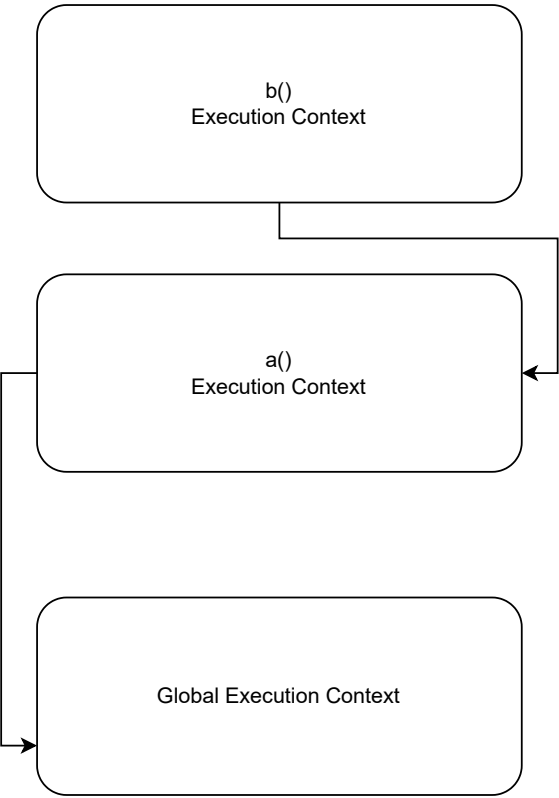 b()
Execution Context
a()
Execution Context
Global Execution Context